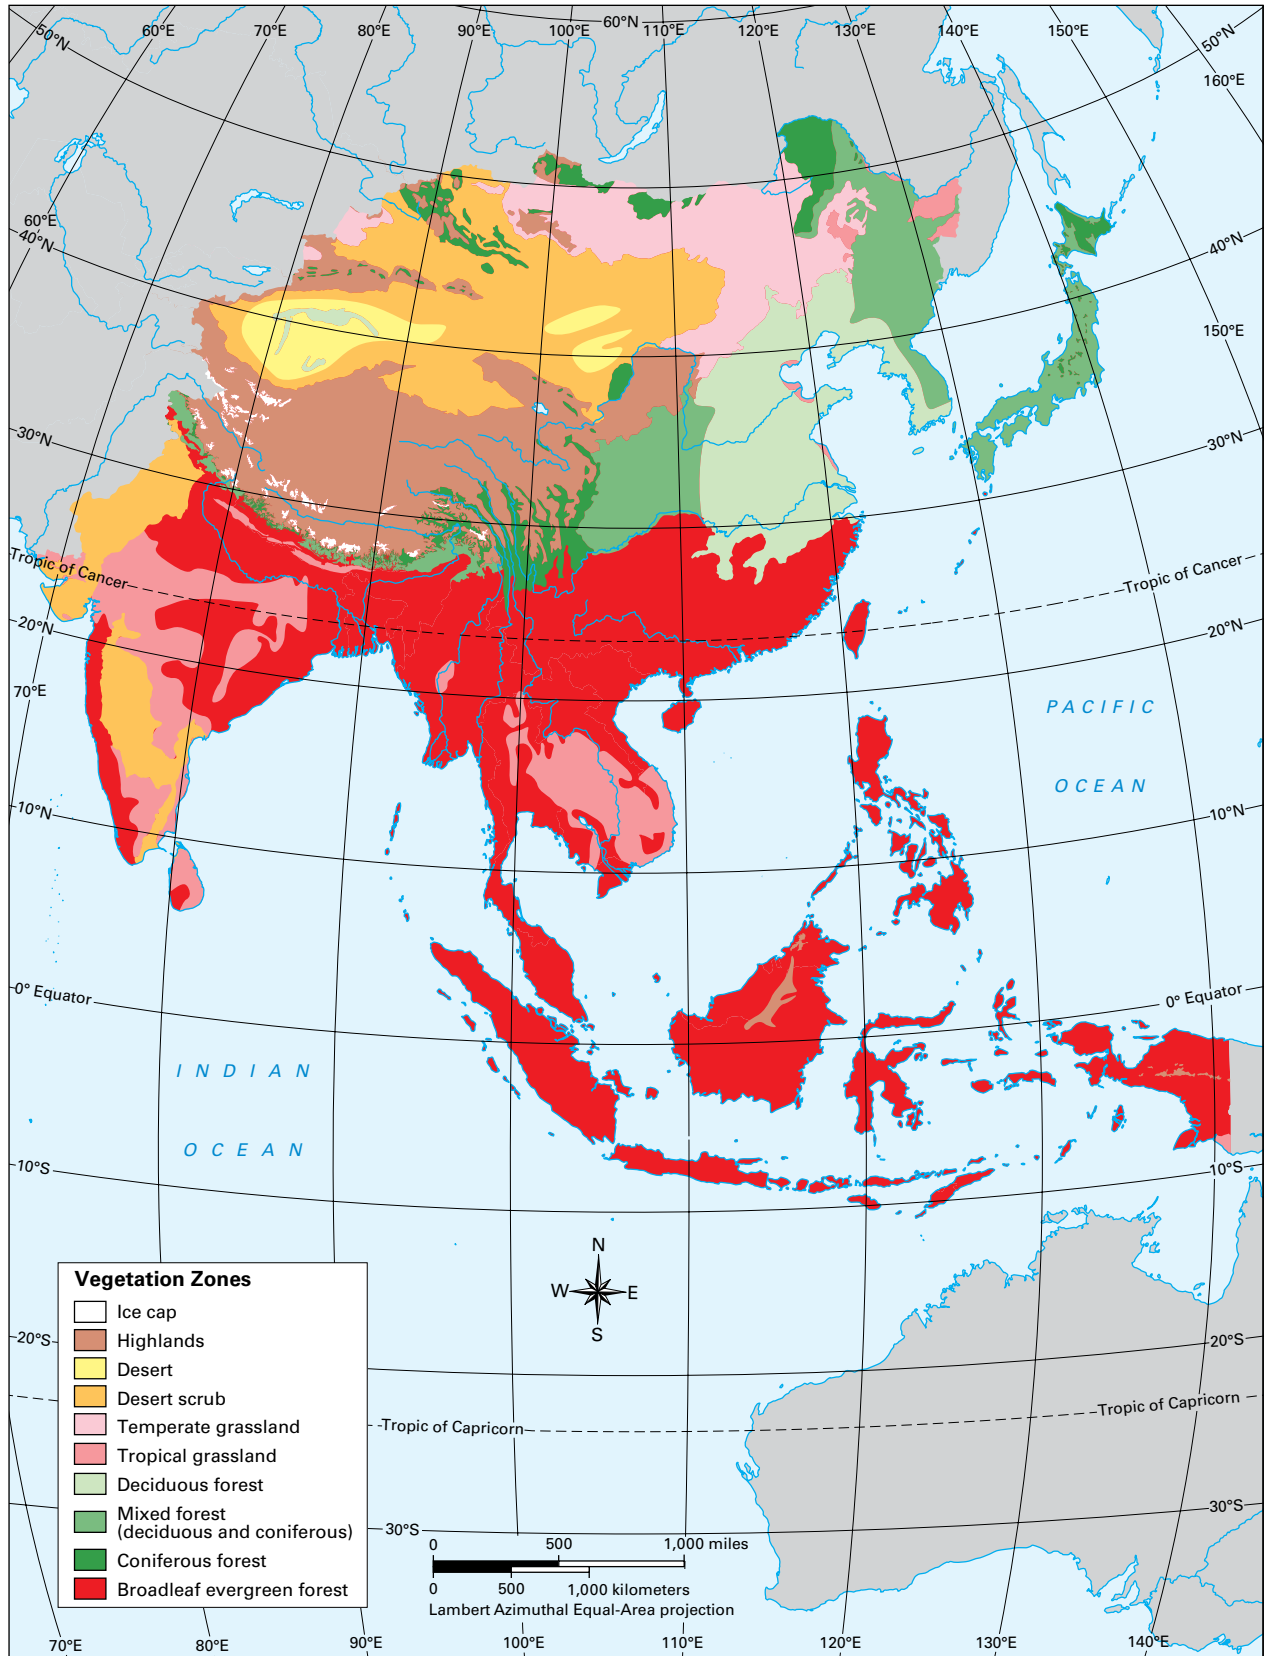 60°N
50°N
60°E
70°E
80°E
90°E
100°E
110°E
120°E
130°E
140°E
150°E
50°N
160°E
60°E
40°N
40°N
150°E
30°N
30°N
Tropic of Cancer
Tropic of Cancer
20°N
20°N
70°E
PACIFIC
OCEAN
10°N
10°N
0° Equator
0° Equator
INDIAN
OCEAN
10°S
10°S
N
W
E
S
Vegetation Zones
Ice cap
Highlands
Desert
Desert scrub
Temperate grassland
Tropical grassland
Deciduous forest
Mixed forest
(deciduous and coniferous)
Coniferous forest
Broadleaf evergreen forest
20°S
20°S
Tropic of Capricorn
Tropic of Capricorn
30°S
30°S
0 500 1,000 miles
0 500 1,000 kilometers
Lambert Azimuthal Equal-Area projection
70°E
80°E
90°E
100°E
110°E
120°E
130°E
140°E